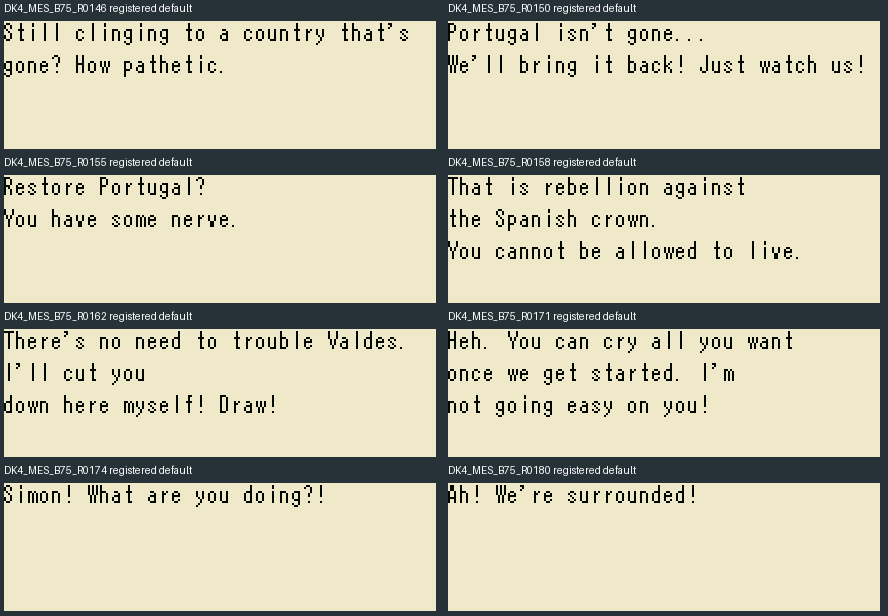 DK4_MES_B75_R0146 registered default
Still clinging to a country that's
gone? How pathetic.
DK4_MES_B75_R0150 registered default
Portugal isn't gone...
We'll bring it back! Just watch us!
DK4_MES_B75_R0155 registered default
Restore Portugal?
You have some nerve.
DK4_MES_B75_R0158 registered default
That is rebellion against
the Spanish crown.
You cannot be allowed to live.
DK4_MES_B75_R0162 registered default
There's no need to trouble Valdes.
I'll cut you
down here myself! Draw!
DK4_MES_B75_R0171 registered default
Heh. You can cry all you want
once we get started. I'm
not going easy on you!
DK4_MES_B75_R0174 registered default
Simon! What are you doing?!
DK4_MES_B75_R0180 registered default
Ah! We're surrounded!